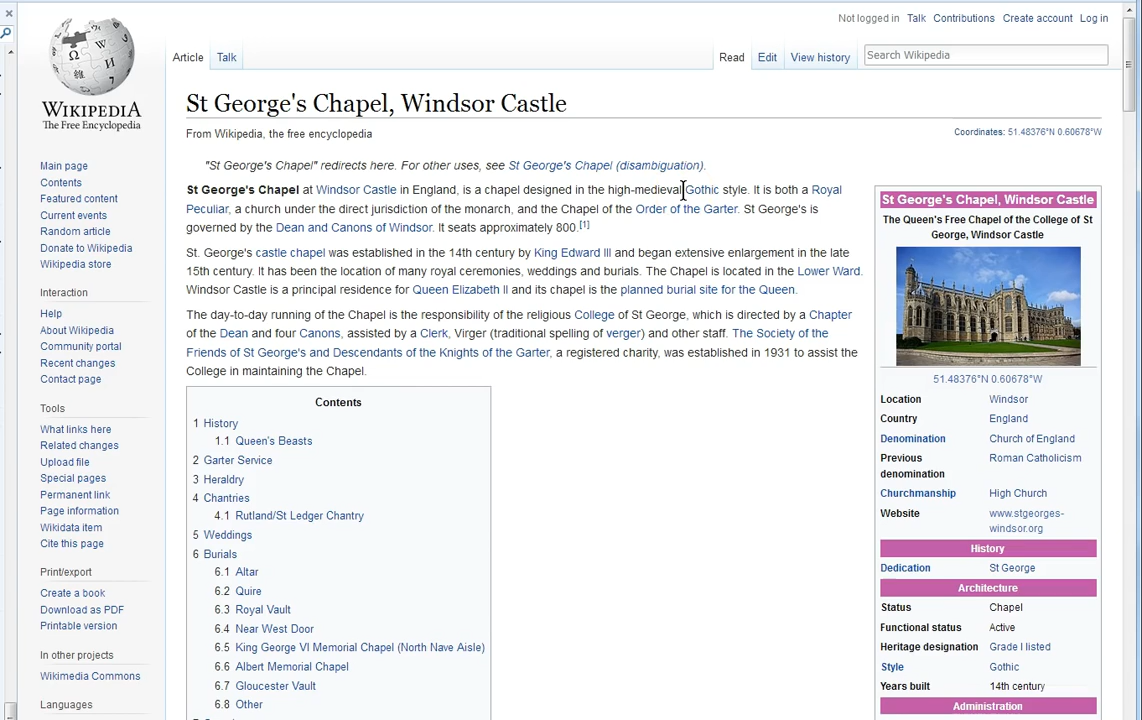 Not logged in Talk Contributions Create account Log in
Article Talk Read Edit View history Search Wikipedia
WIKIPEDIA
The Free Encyclopedia
St George's Chapel, Windsor Castle
From Wikipedia, the free encyclopedia
Coordinates: 51.48376°N 0.60678°W
Main page
Contents
Featured content
Current events
Random article
Donate to Wikipedia
Wikipedia store
Interaction
Help
About Wikipedia
Community portal
Recent changes
Contact page
Tools
What links here
Related changes
Upload file
Special pages
Permanent link
Page information
Wikidata item
Cite this page
Print/export
Create a book
Download as PDF
Printable version
In other projects
Wikimedia Commons
Languages
"St George's Chapel" redirects here. For other uses, see St George's Chapel (disambiguation).
St George's Chapel at Windsor Castle in England, is a chapel designed in the high-medieval Gothic style. It is both a Royal
Peculiar, a church under the direct jurisdiction of the monarch, and the Chapel of the Order of the Garter. St George's is
governed by the Dean and Canons of Windsor. It seats approximately 800.[1]
St. George's castle chapel was established in the 14th century by King Edward III and began extensive enlargement in the late
15th century. It has been the location of many royal ceremonies, weddings and burials. The Chapel is located in the Lower Ward.
Windsor Castle is a principal residence for Queen Elizabeth II and its chapel is the planned burial site for the Queen.
The day-to-day running of the Chapel is the responsibility of the religious College of St George, which is directed by a Chapter
of the Dean and four Canons, assisted by a Clerk, Virger (traditional spelling of verger) and other staff. The Society of the
Friends of St George's and Descendants of the Knights of the Garter, a registered charity, was established in 1931 to assist the
College in maintaining the Chapel.
Contents
1 History
1.1 Queen's Beasts
2 Garter Service
3 Heraldry
4 Chantries
4.1 Rutland/St Ledger Chantry
5 Weddings
6 Burials
6.1 Altar
6.2 Quire
6.3 Royal Vault
6.4 Near West Door
6.5 King George VI Memorial Chapel (North Nave Aisle)
6.6 Albert Memorial Chapel
6.7 Gloucester Vault
6.8 Other
St George's Chapel, Windsor Castle
The Queen's Free Chapel of the College of St
George, Windsor Castle
51.48376°N 0.60678°W
Location Windsor
Country England
Denomination Church of England
Previous Roman Catholicism
denomination
Churchmanship High Church
Website www.stgeorges-
windsor.org
History
Dedication St George
Architecture
Status Chapel
Functional status Active
Heritage designation Grade I listed
Style Gothic
Years built 14th century
Administration